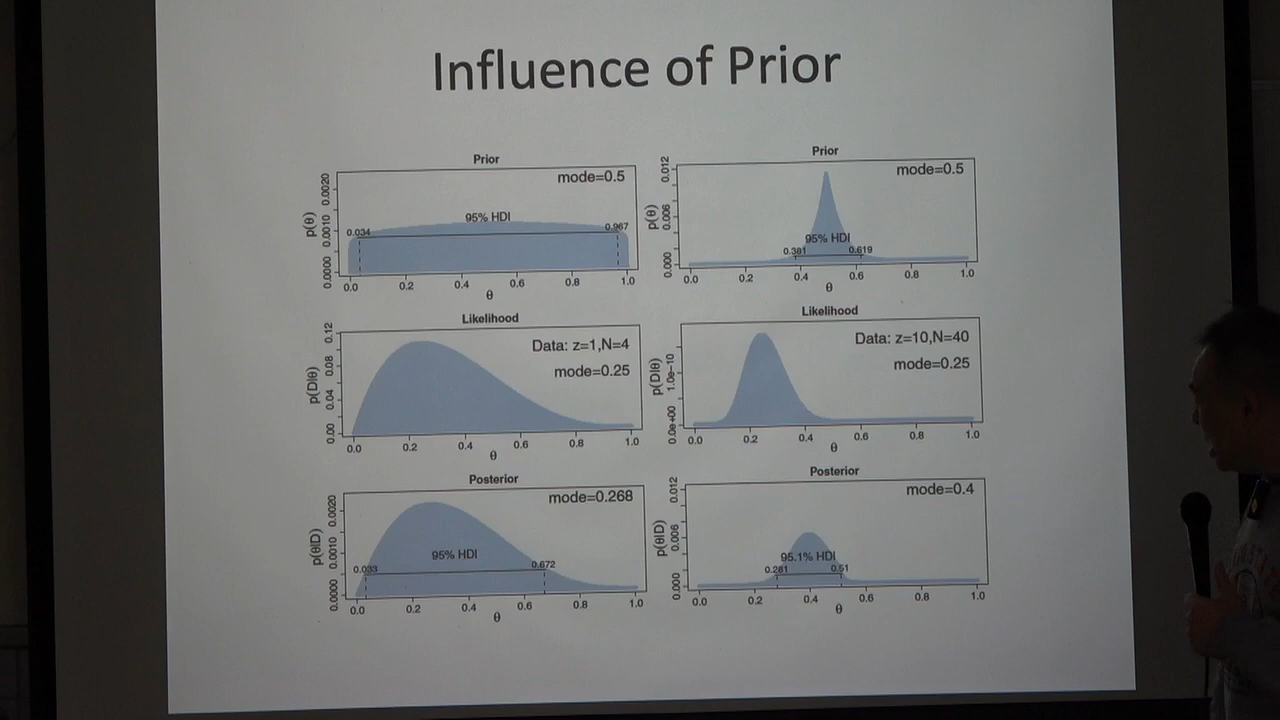 Influence of Prior
Prior
mode=0.5
95% HDI
0.034
0.967
p(θ)
0.0000 0.0010 0.0020
0.0 0.2 0.4 0.6 0.8 1.0
θ
Prior
mode=0.5
95% HDI
0.381
0.619
p(θ)
0.000 0.006 0.012
0.0 0.2 0.4 0.6 0.8 1.0
θ
Likelihood
Data: z=1,N=4
mode=0.25
p(D|θ)
0.00 0.04 0.08 0.12
0.0 0.2 0.4 0.6 0.8 1.0
θ
Likelihood
Data: z=10,N=40
mode=0.25
p(D|θ)
0.0e+00 1.0e-10
0.0 0.2 0.4 0.6 0.8 1.0
θ
Posterior
mode=0.268
95% HDI
0.033
0.672
p(θ|D)
0.0000 0.0010 0.0020
0.0 0.2 0.4 0.6 0.8 1.0
θ
Posterior
mode=0.4
95.1% HDI
0.281
0.51
p(θ|D)
0.000 0.006 0.012
0.0 0.2 0.4 0.6 0.8 1.0
θ